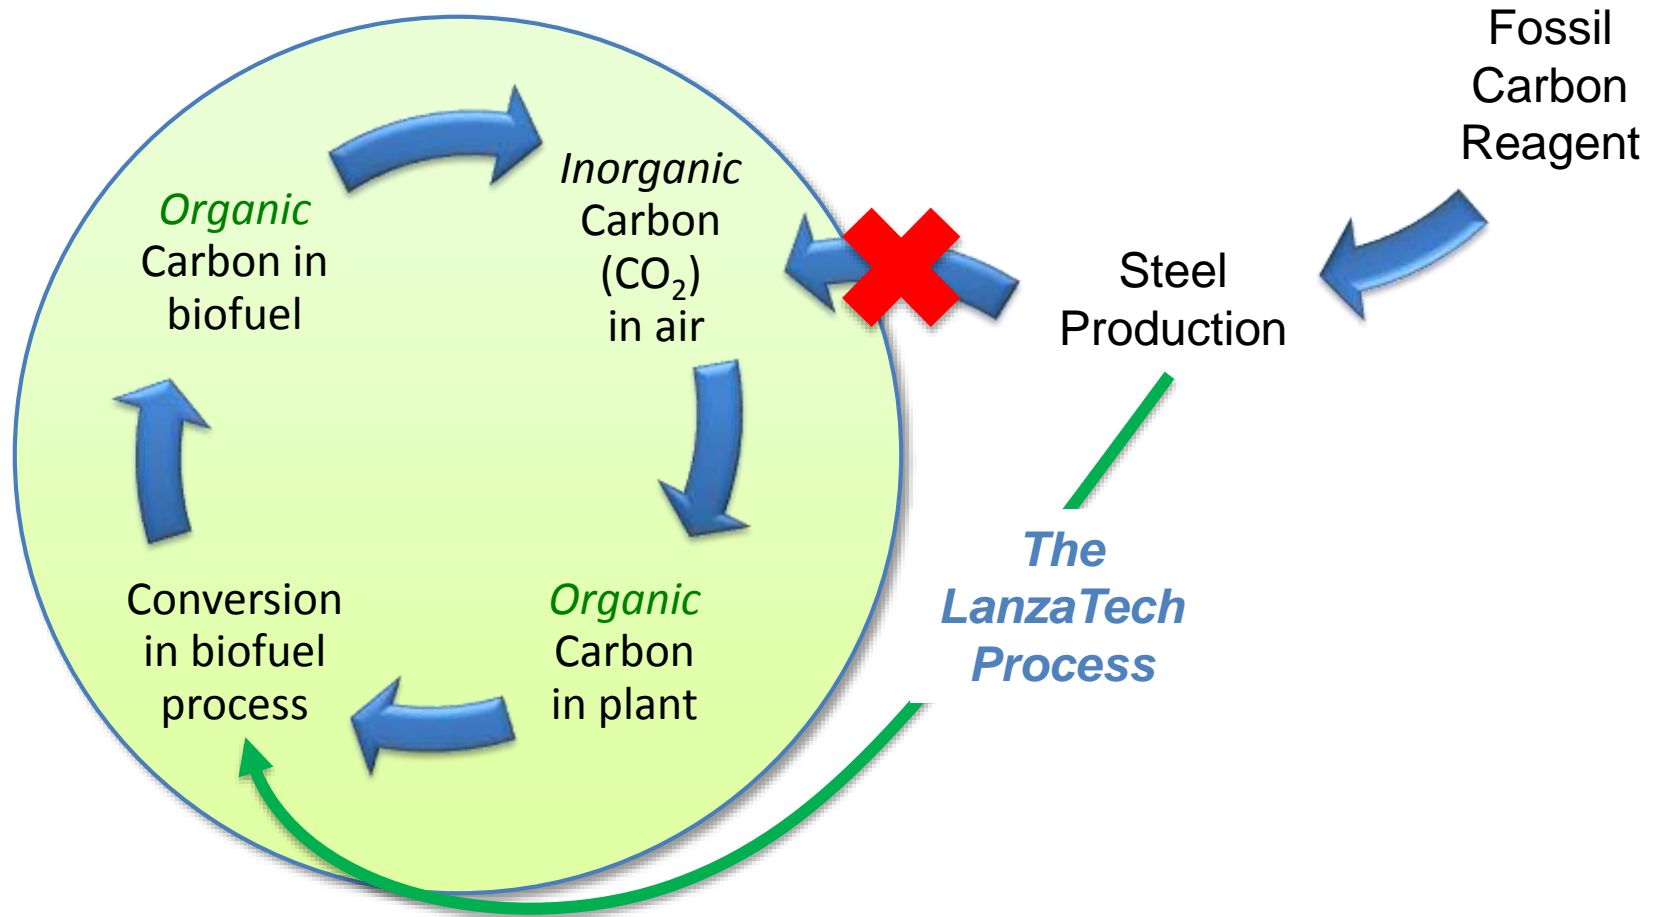 Fossil
Carbon
Reagent
Inorganic
Carbon
(CO₂)
in air
Organic
Carbon in
biofuel
Steel
Production
The
LanzaTech
Process
Conversion
in biofuel
process
Organic
Carbon
in plant